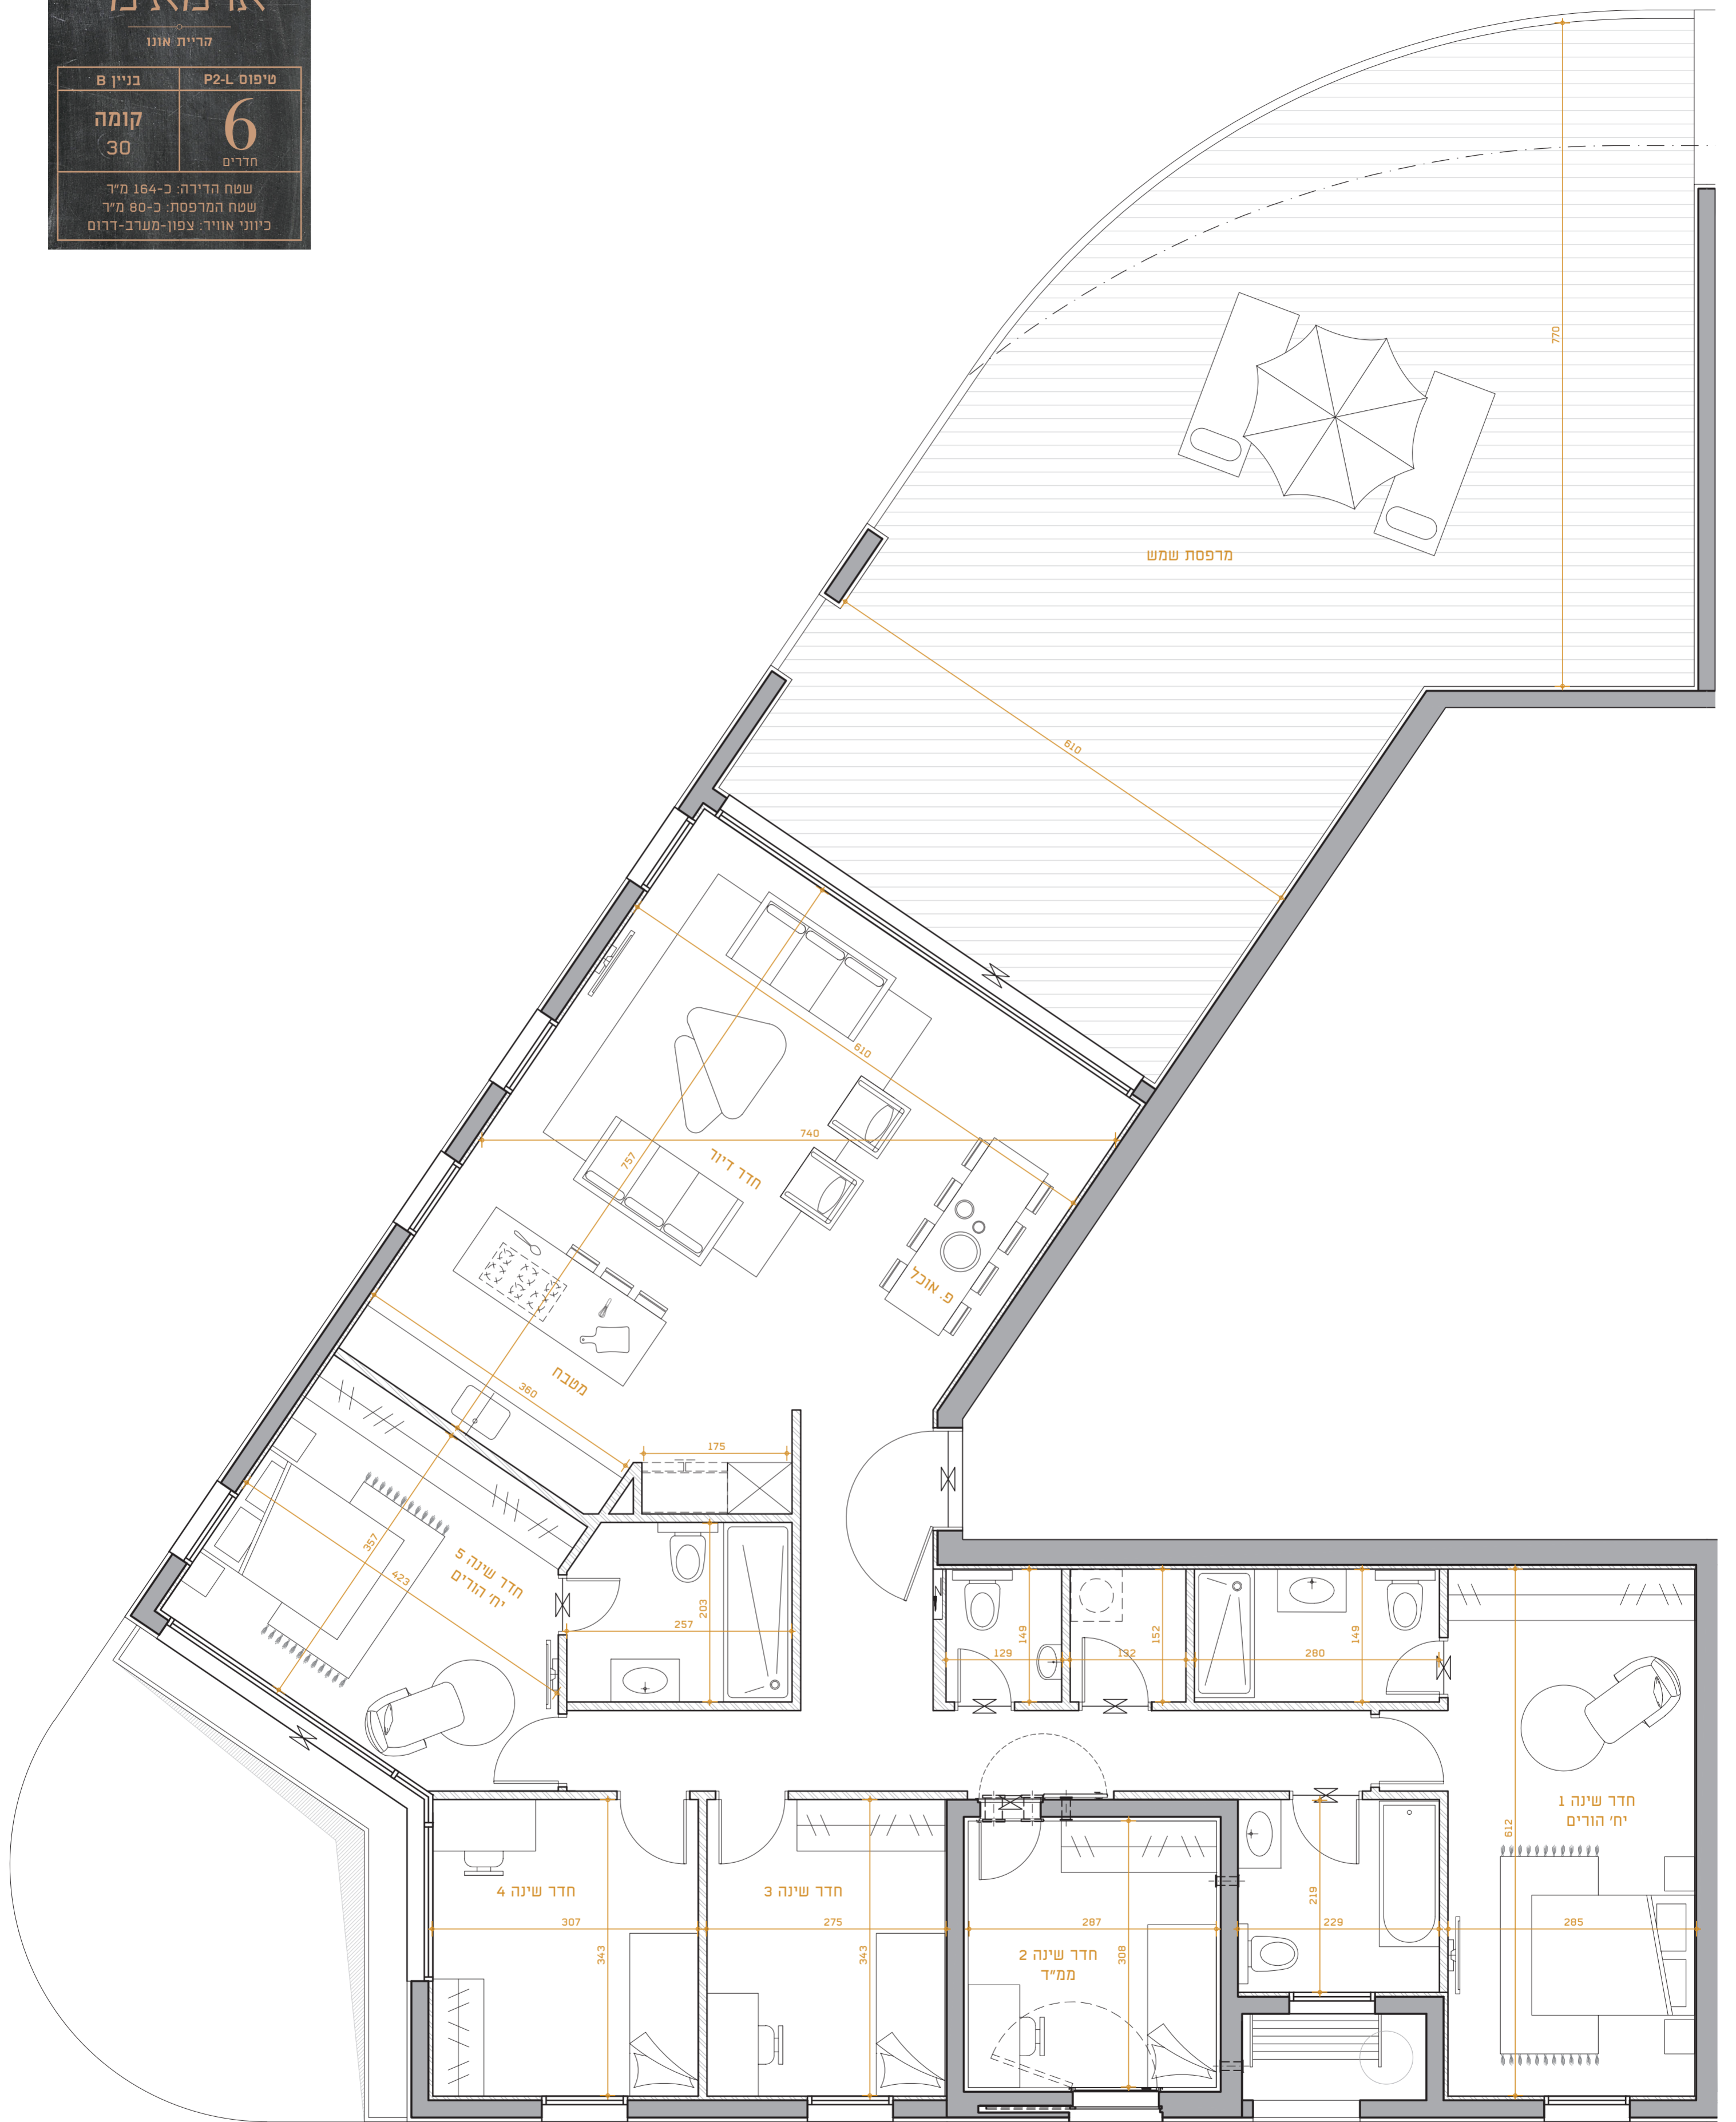 קריית אונו
טיפוס P2-L
בניין B
6
חדרים
קומה
30
שטח הדירה: כ-164 מ״ר
שטח המרפסת: כ-80 מ״ר
כיווני אוויר: צפון-מערב-דרום
770
מרפסת שמש
610
610
740
757
חדר דיור
פ. אוכל
מטבח
360
175
357
423
חדר שינה 5
יח׳ הורים
203
257
149
129
152
132
149
280
חדר שינה 1
יח׳ הורים
612
285
חדר שינה 4
307
343
חדר שינה 3
275
343
287
308
חדר שינה 2
ממ״ד
219
229